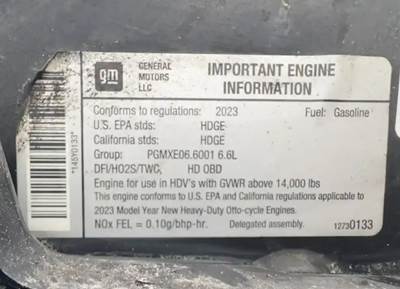 gm
GENERAL
MOTORS
LLC
IMPORTANT ENGINE
INFORMATION
Conforms to regulations: 2023 Fuel: Gasoline
U.S. EPA stds: HDGE
California stds: HDGE
Group: PGMXE06.6001 6.6L
DFI/HO2S/TWC, HD OBD
Engine for use in HDV's with GVWR above 14,000 lbs
This engine conforms to U.S. EPA and California regulations applicable to
2023 Model Year New Heavy-Duty Otto-cycle Engines.
NOx FEL = 0.10g/bhp-hr. Delegated assembly. 12730133
*145Y0133*